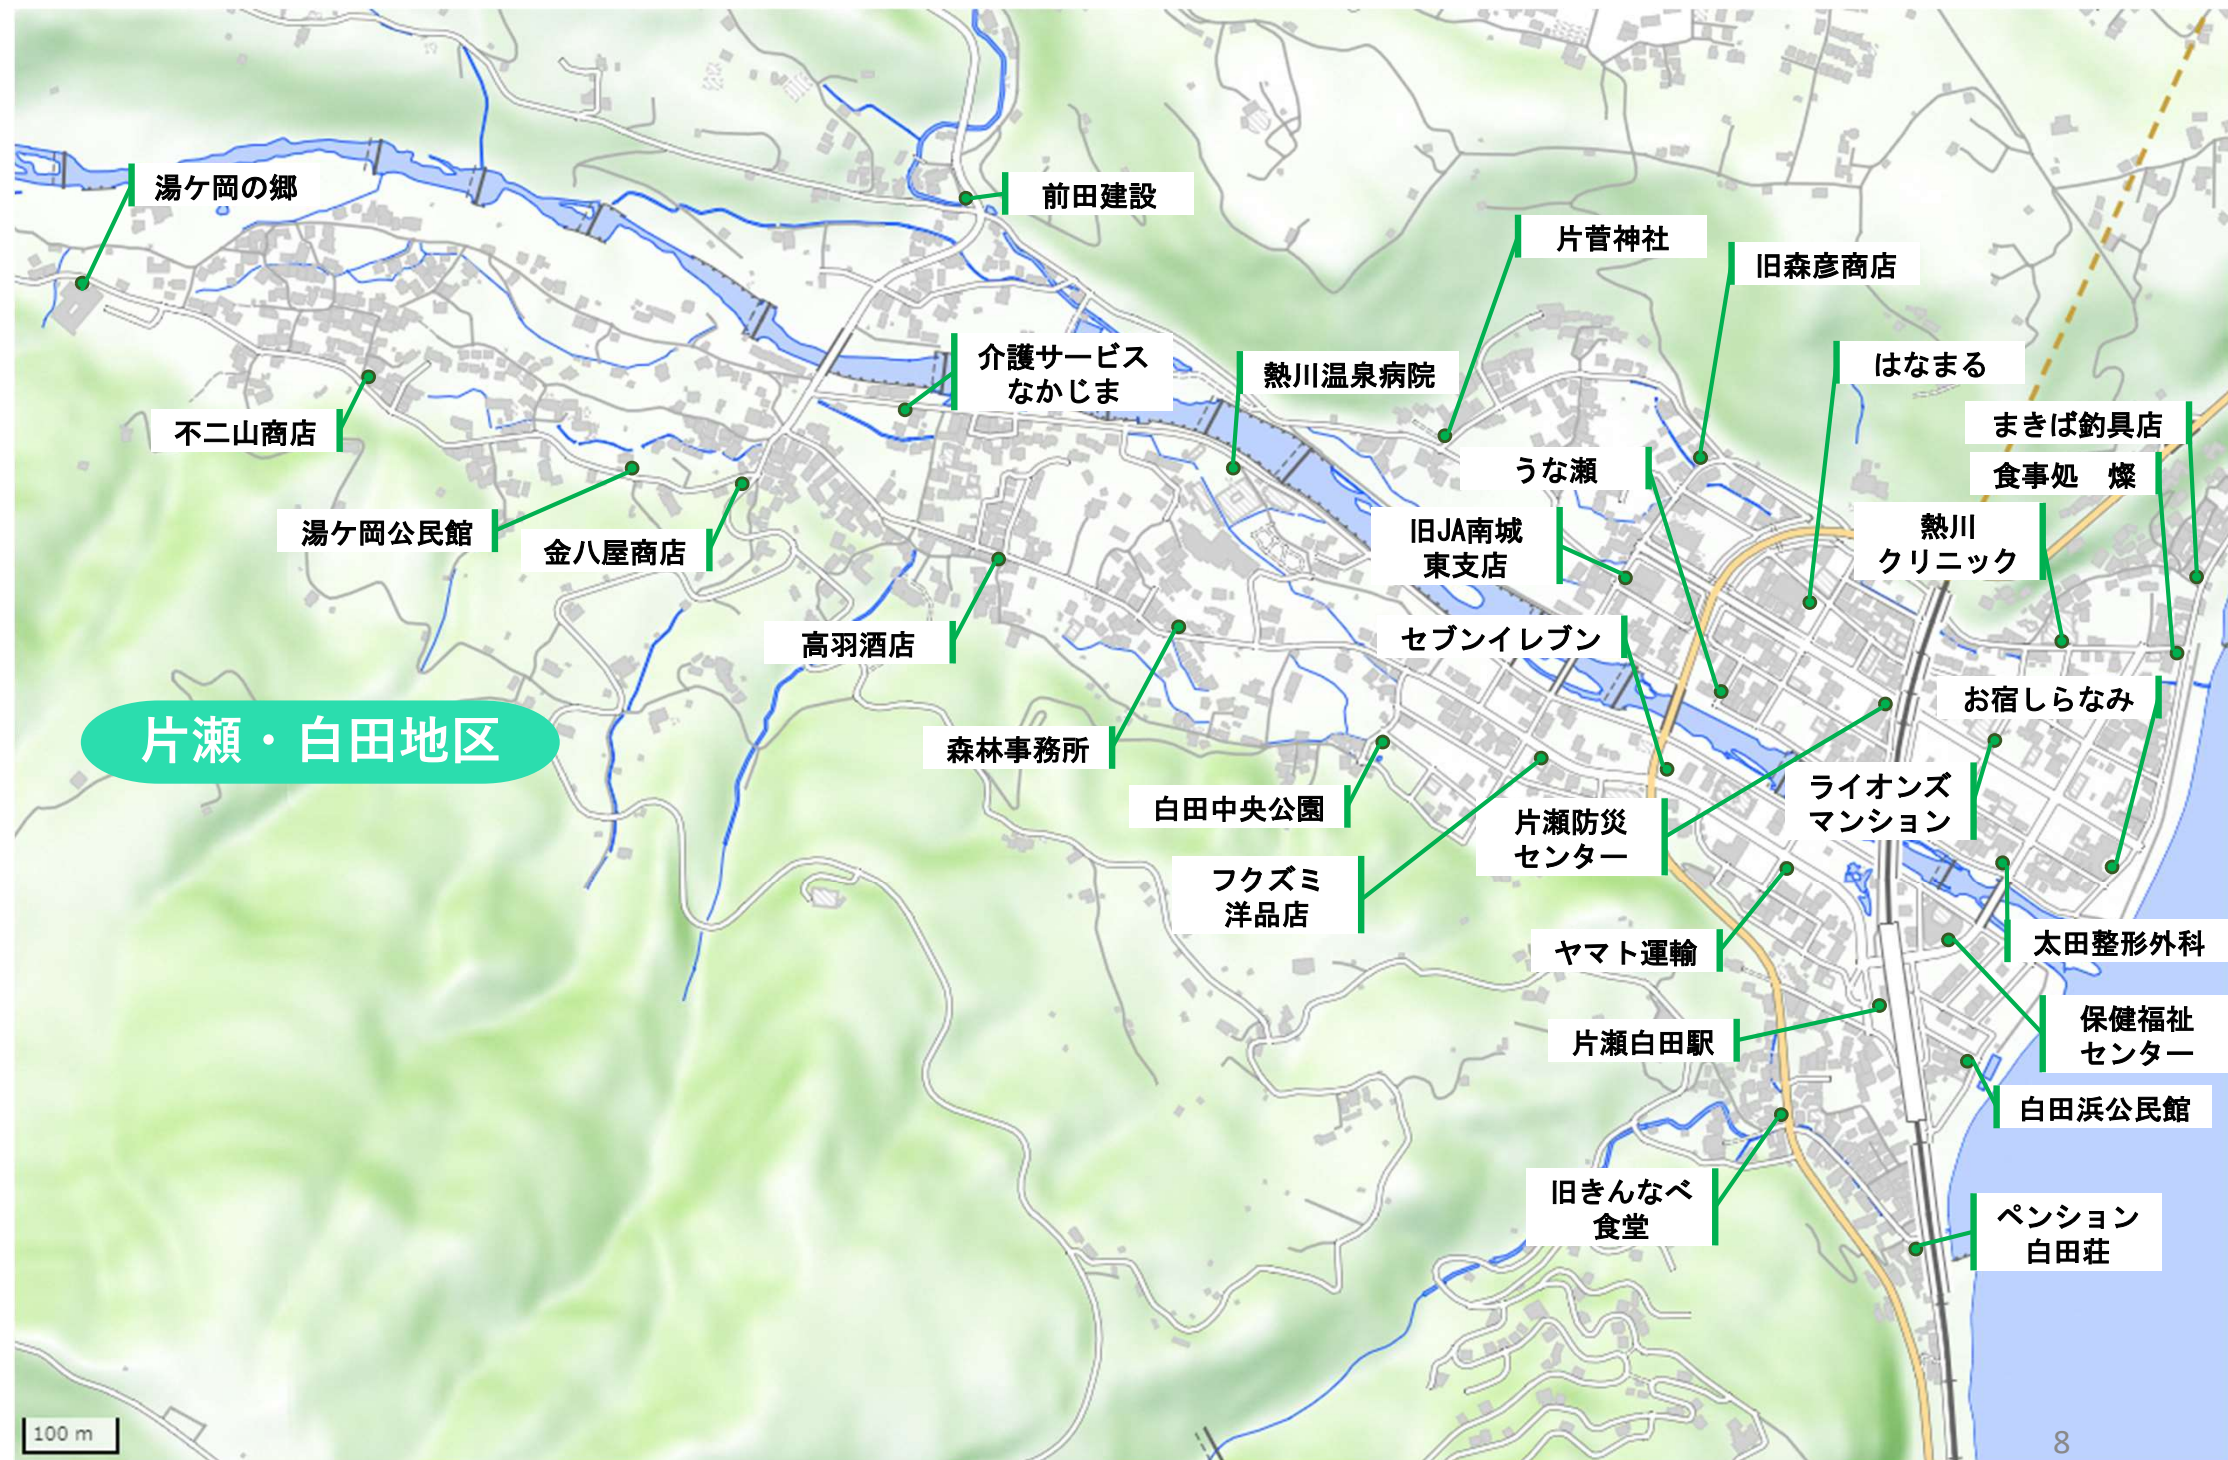 湯ケ岡の郷
前田建設
片菅神社
旧森彦商店
介護サービス
なかじま
熱川温泉病院
はなまる
不二山商店
まきば釣具店
うな瀬
食事処　燦
湯ケ岡公民館
金八屋商店
旧JA南城
東支店
熱川
クリニック
高羽酒店
セブンイレブン
お宿しらなみ
片瀬・白田地区
森林事務所
白田中央公園
片瀬防災
センター
ライオンズ
マンション
フクズミ
洋品店
ヤマト運輸
太田整形外科
片瀬白田駅
保健福祉
センター
白田浜公民館
旧きんなべ
食堂
ペンション
白田荘
100 m
8